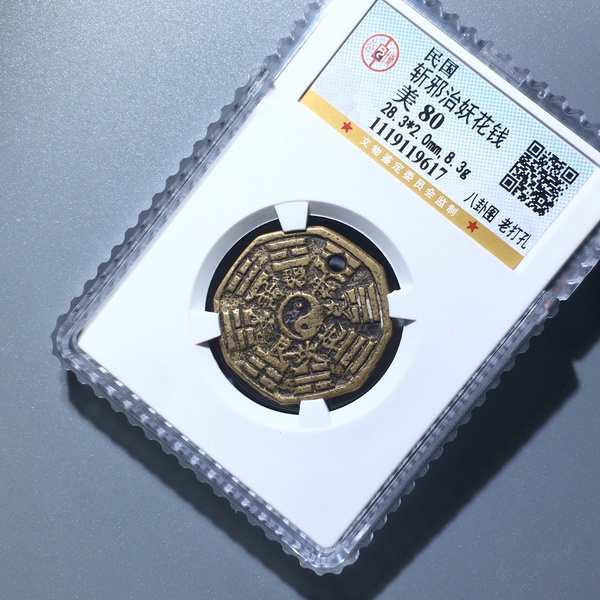 民国
斩邪治妖花钱
美 80
28.3*2.0mm,8.3g
1119119617
八卦图 老打孔
文物鉴定委员会监制